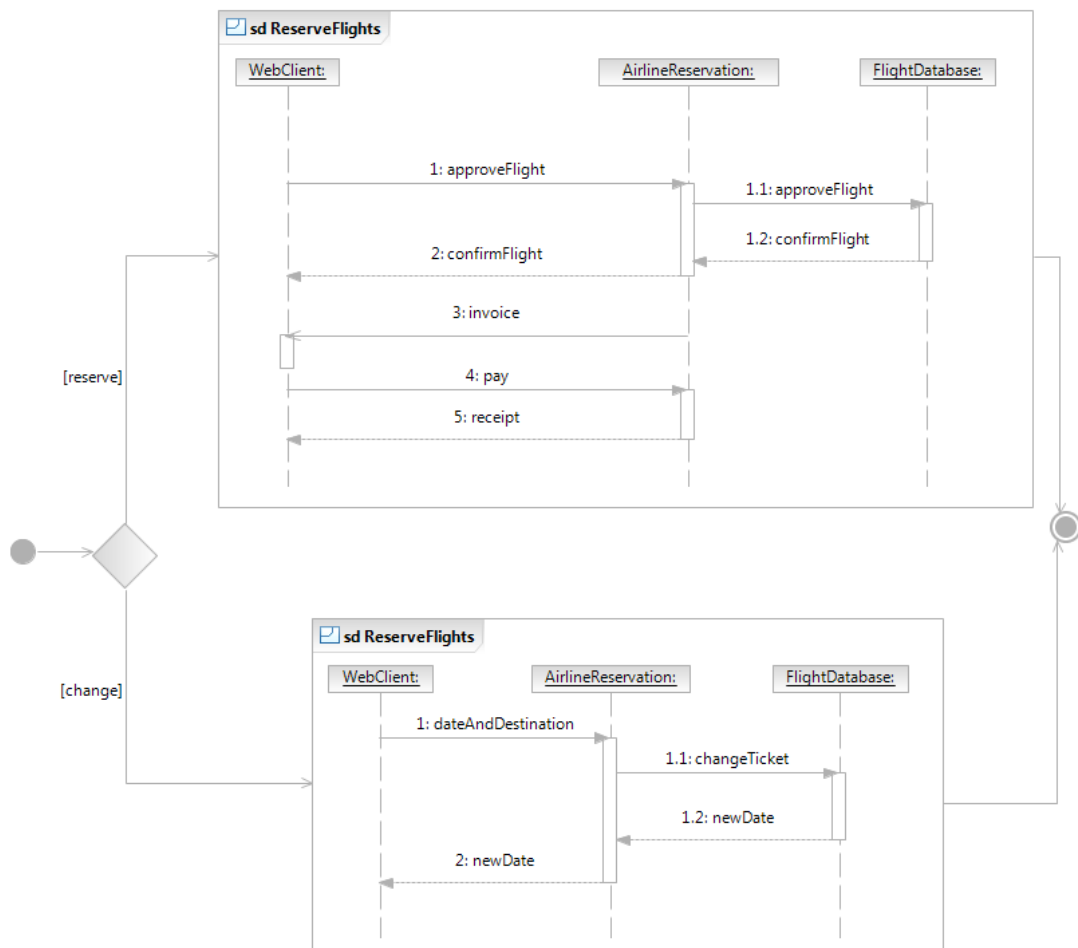 sd ReserveFlights
WebClient:
AirlineReservation:
FlightDatabase:
1: approveFlight
1.1: approveFlight
1.2: confirmFlight
2: confirmFlight
3: invoice
4: pay
5: receipt
[reserve]
[change]
sd ReserveFlights
WebClient:
AirlineReservation:
FlightDatabase:
1: dateAndDestination
1.1: changeTicket
1.2: newDate
2: newDate